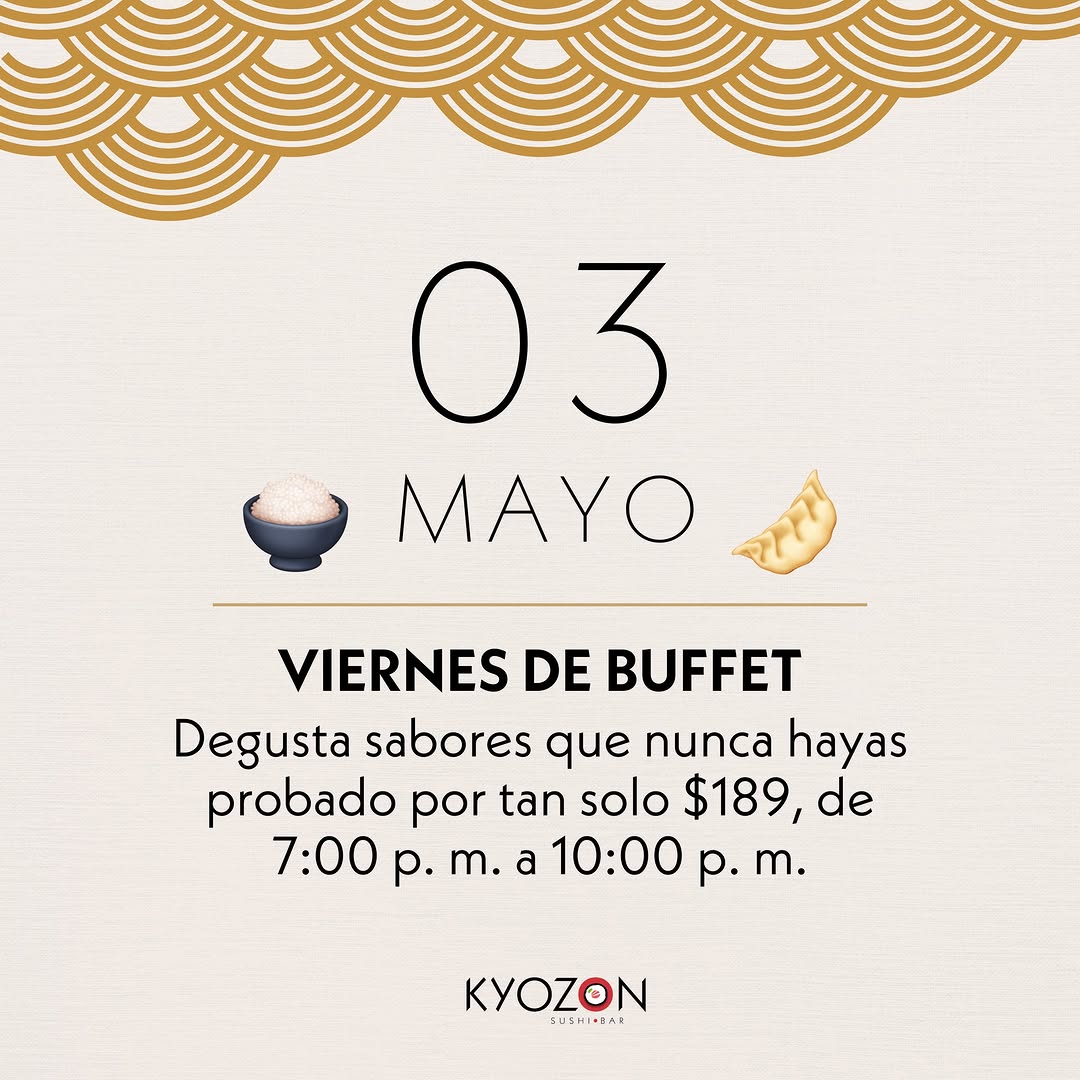 03
MAYO
VIERNES DE BUFFET
Degusta sabores que nunca hayas
probado por tan solo $189, de
7:00 p. m. a 10:00 p. m.
KYOZON
SUSHI•BAR